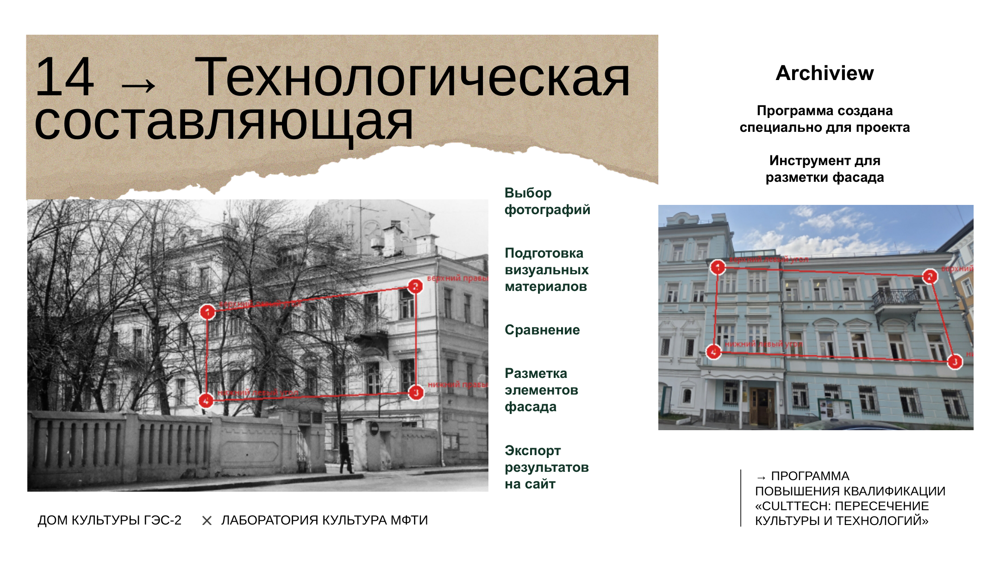 14 → Технологическая
составляющая
Archiview
Программа создана
специально для проекта
Инструмент для
разметки фасада
Выбор
фотографий
Подготовка
визуальных
материалов
Сравнение
Разметка
элементов
фасада
Экспорт
результатов
на сайт
1
верхний левый угол
2
верхний правы
3
нижний правы
4
нижний левый угол
1
верхний левый угол
2
верхний
3
ни
4
нижний левый угол
ДОМ КУЛЬТУРЫ ГЭС-2 × ЛАБОРАТОРИЯ КУЛЬТУРА МФТИ
→ ПРОГРАММА
ПОВЫШЕНИЯ КВАЛИФИКАЦИИ
«CULTTECH: ПЕРЕСЕЧЕНИЕ
КУЛЬТУРЫ И ТЕХНОЛОГИЙ»